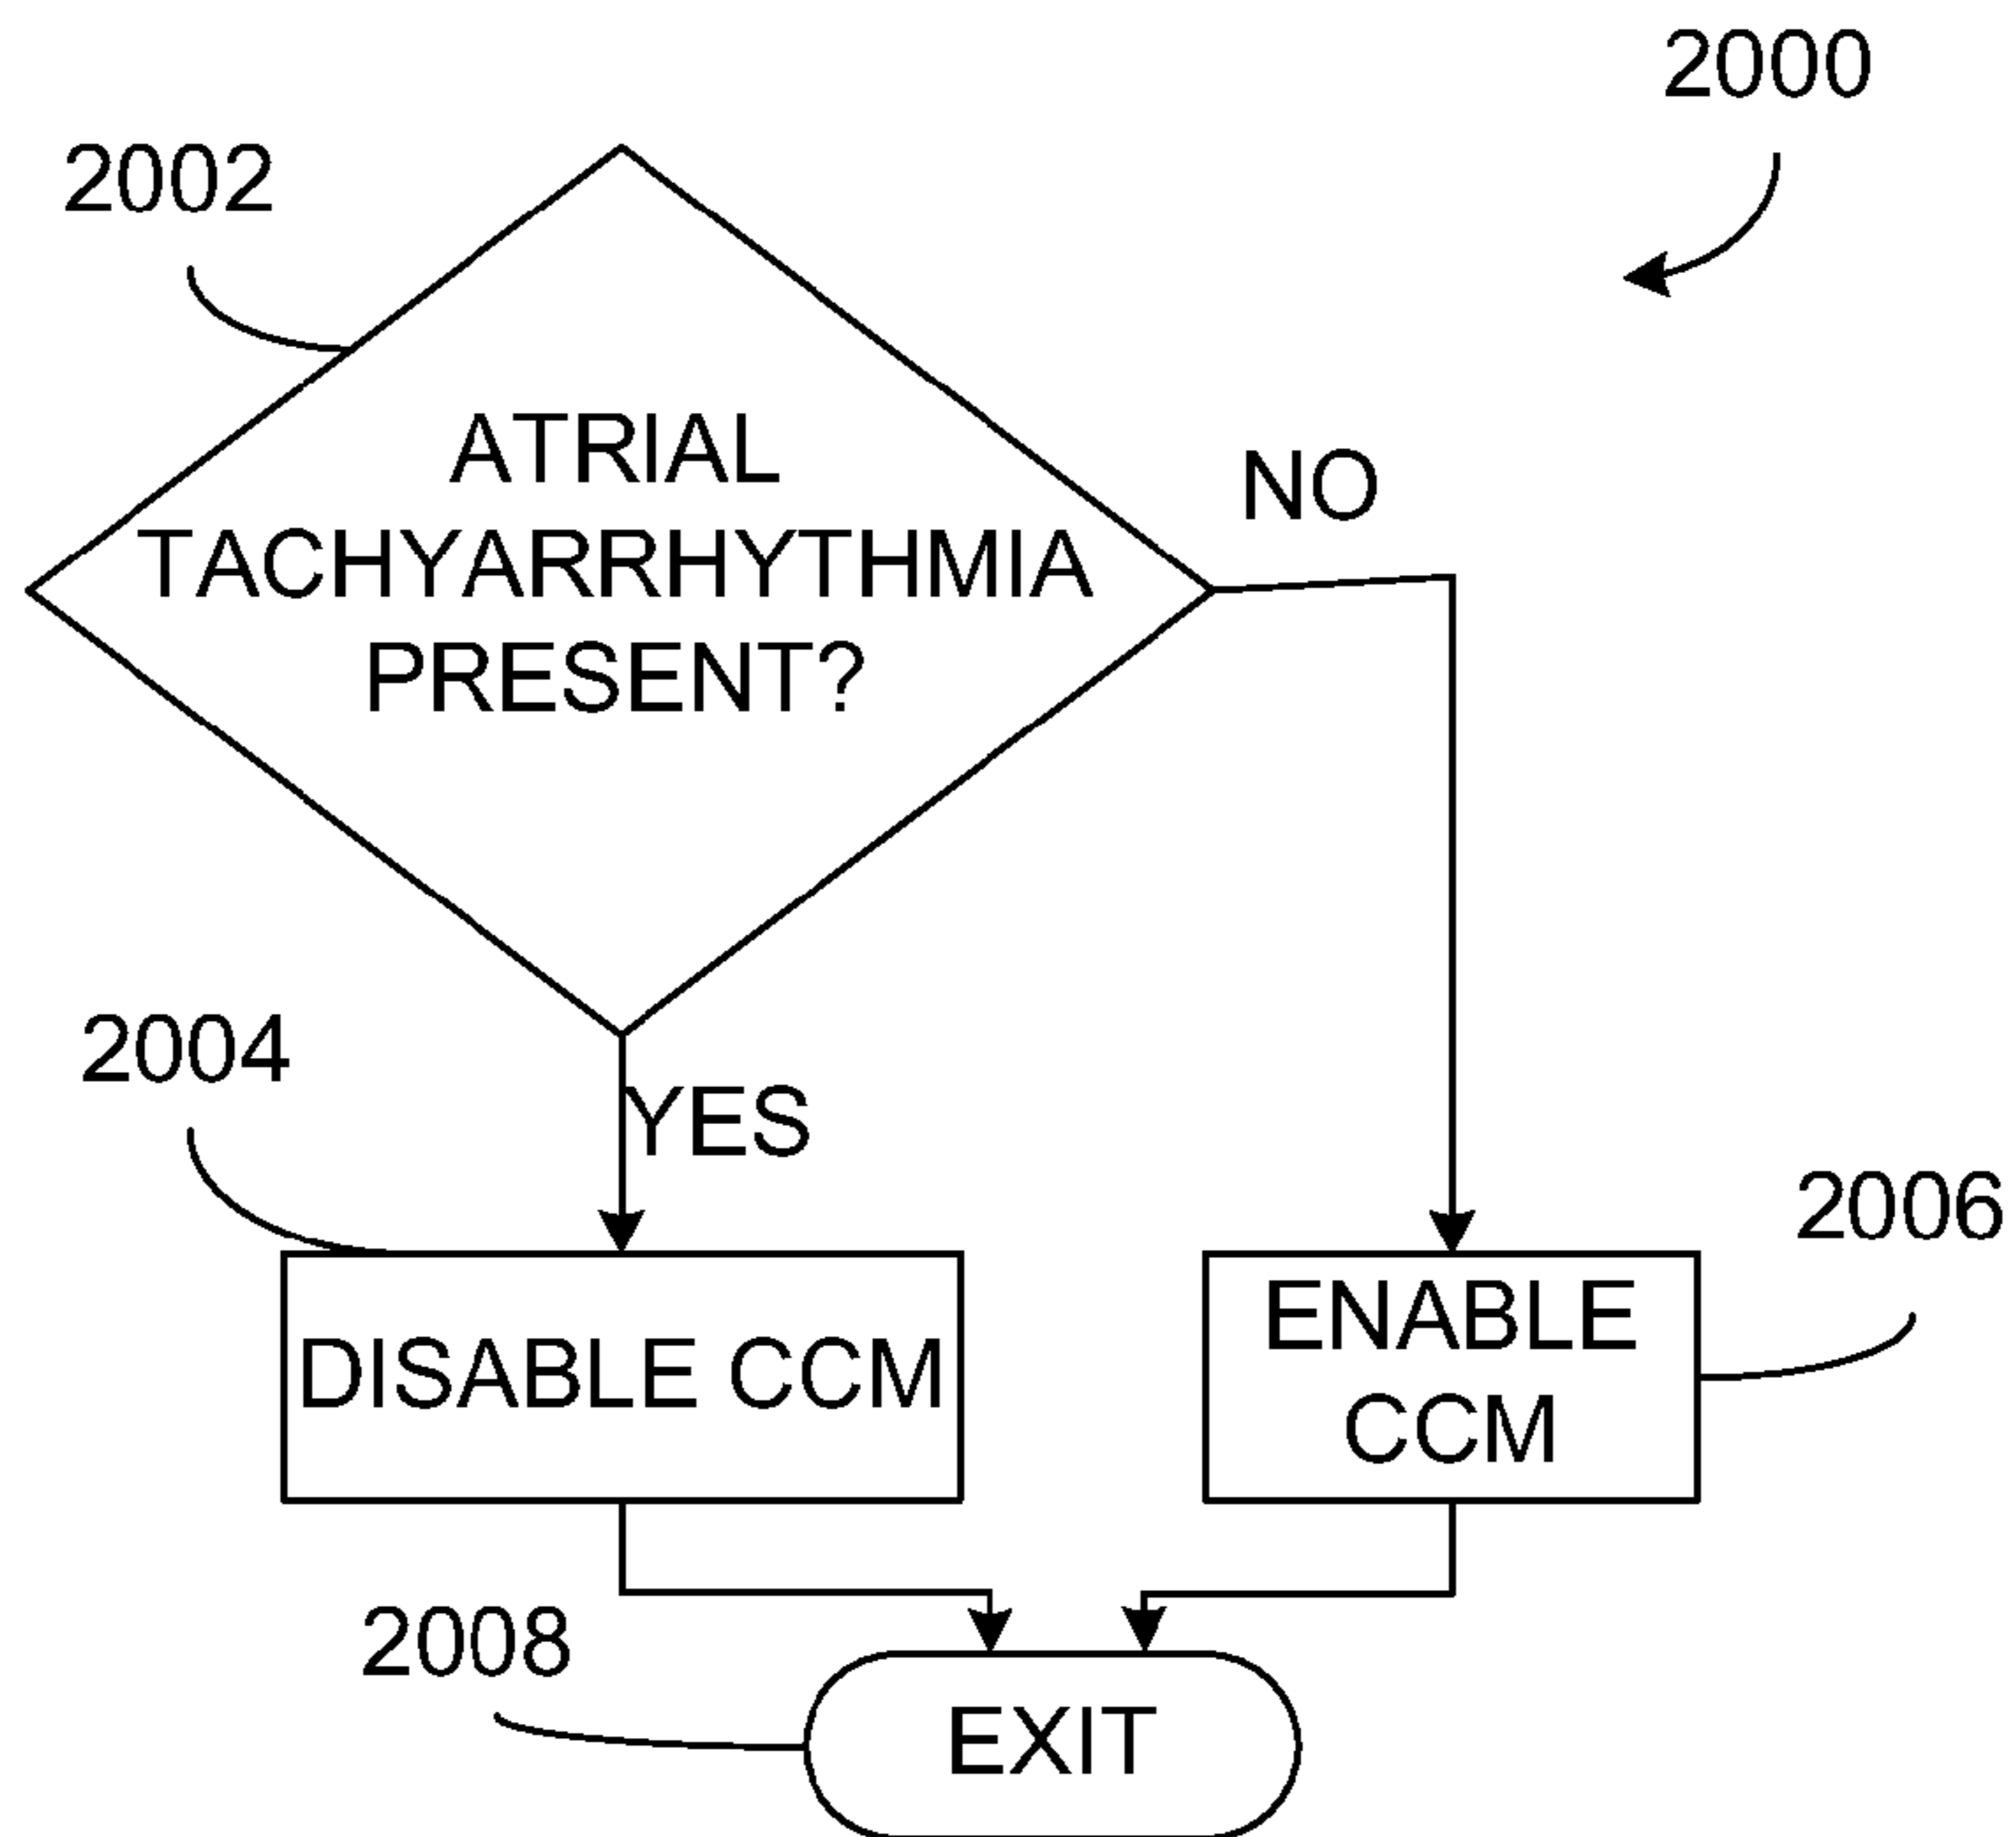 2000
2002
ATRIAL
TACHYARRHYTHMIA
PRESENT?
NO
2004
YES
2006
DISABLE CCM
ENABLE
CCM
2008
EXIT